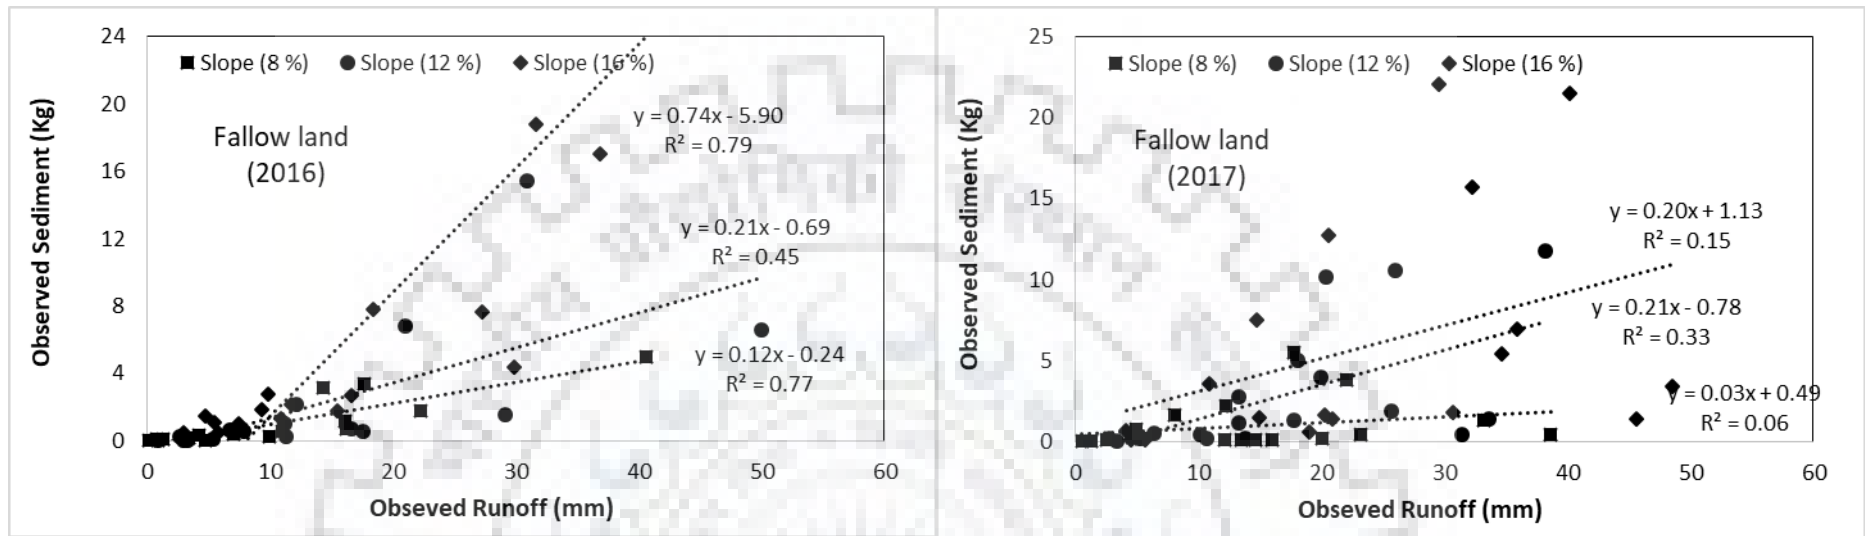 24
20
16
12
8
4
0
Observed Sediment (Kg)
Slope (8 %) Slope (12 %) Slope (16 %)
Fallow land
(2016)
y = 0.74x - 5.90
R² = 0.79
y = 0.21x - 0.69
R² = 0.45
y = 0.12x - 0.24
R² = 0.77
0 10 20 30 40 50 60
Obseved Runoff (mm)
25
20
15
10
5
0
Observed Sediment (Kg)
Slope (8 %) Slope (12 %) Slope (16 %)
Fallow land
(2017)
y = 0.20x + 1.13
R² = 0.15
y = 0.21x - 0.78
R² = 0.33
y = 0.03x + 0.49
R² = 0.06
0 10 20 30 40 50 60
Obseved Runoff (mm)